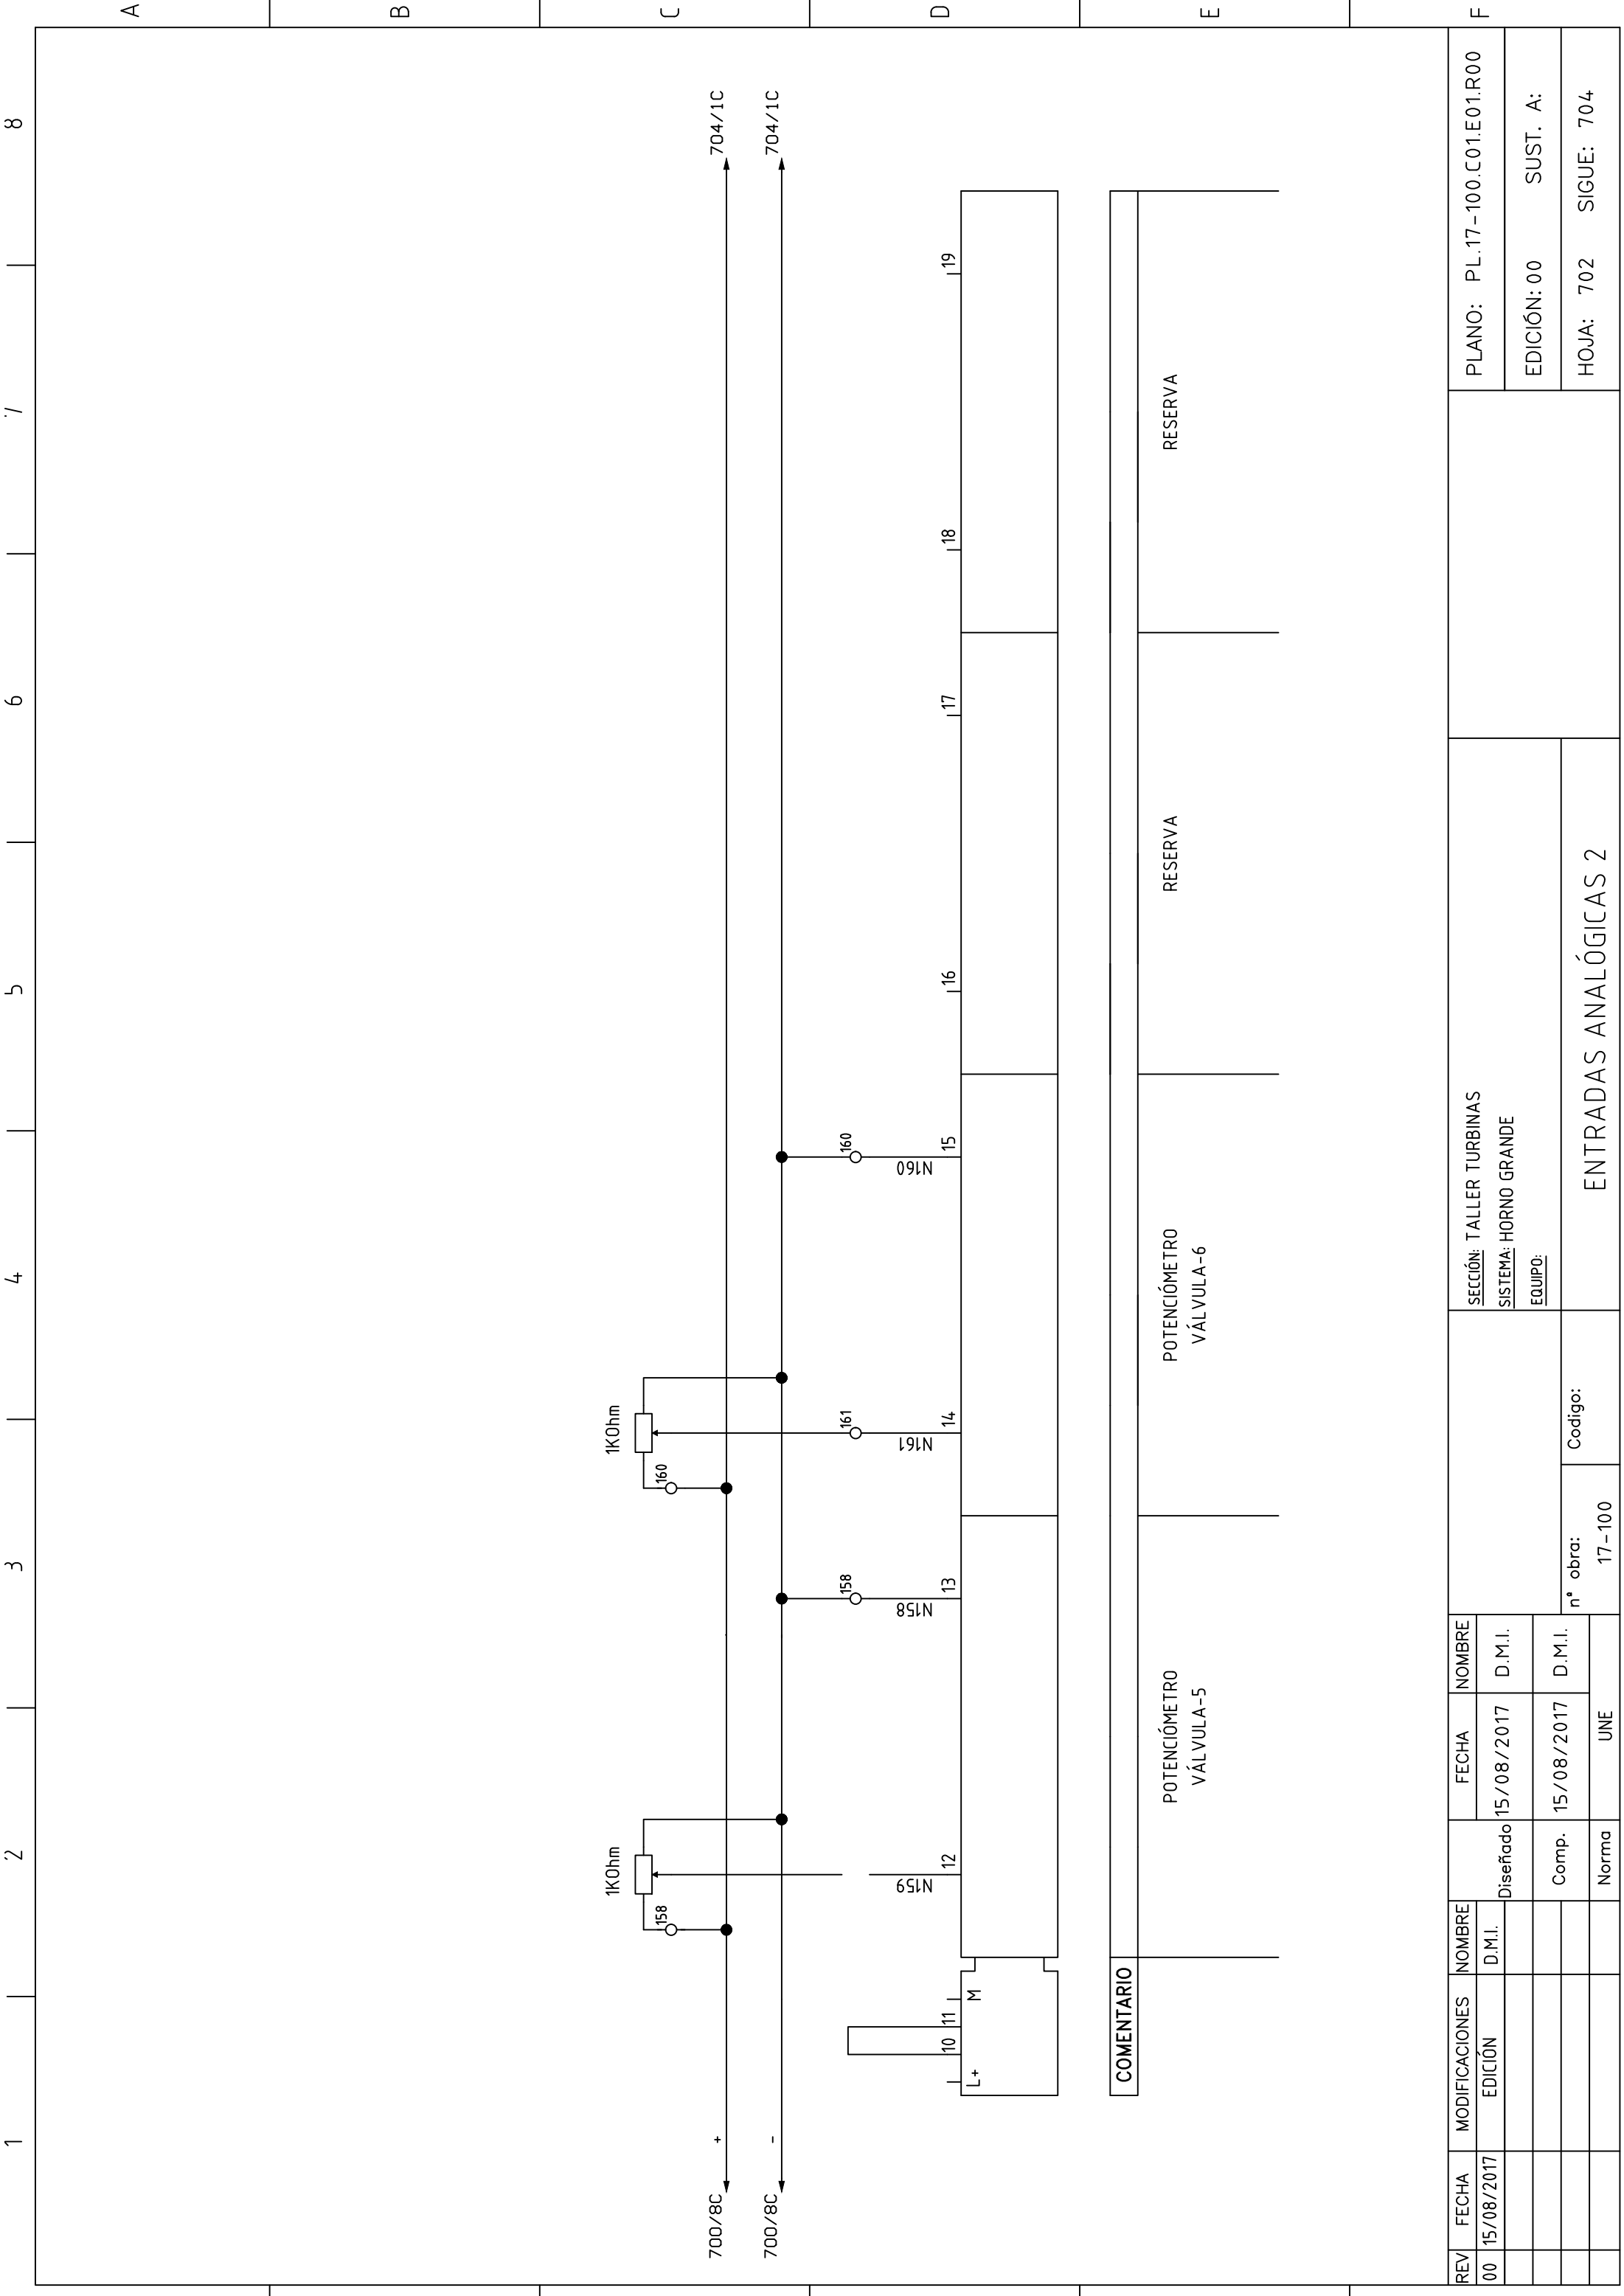 1 2 3 4 5 6 7 8
A
B
C
D
E
F
700/8C + 704/1C
700/8C - 704/1C
1KOhm 1KOhm
158 160
158 161 160
N159 N158 N161 N160
L+ 10 11 M 12 13 14 15 16 17 18 19
COMENTARIO
POTENCIÓMETRO
VÁLVULA-5
POTENCIÓMETRO
VÁLVULA-6
RESERVA
RESERVA
REV FECHA MODIFICACIONES NOMBRE
00 15/08/2017 EDICIÓN D.M.I.
FECHA NOMBRE
Diseñado 15/08/2017 D.M.I.
Comp. 15/08/2017 D.M.I.
Norma UNE
nº obra:
17-100
Codigo:
SECCIÓN: TALLER TURBINAS
SISTEMA: HORNO GRANDE
EQUIPO:
ENTRADAS ANALÓGICAS 2
PLANO: PL.17-100.C01.E01.R00
EDICIÓN: 00 SUST. A:
HOJA: 702 SIGUE: 704